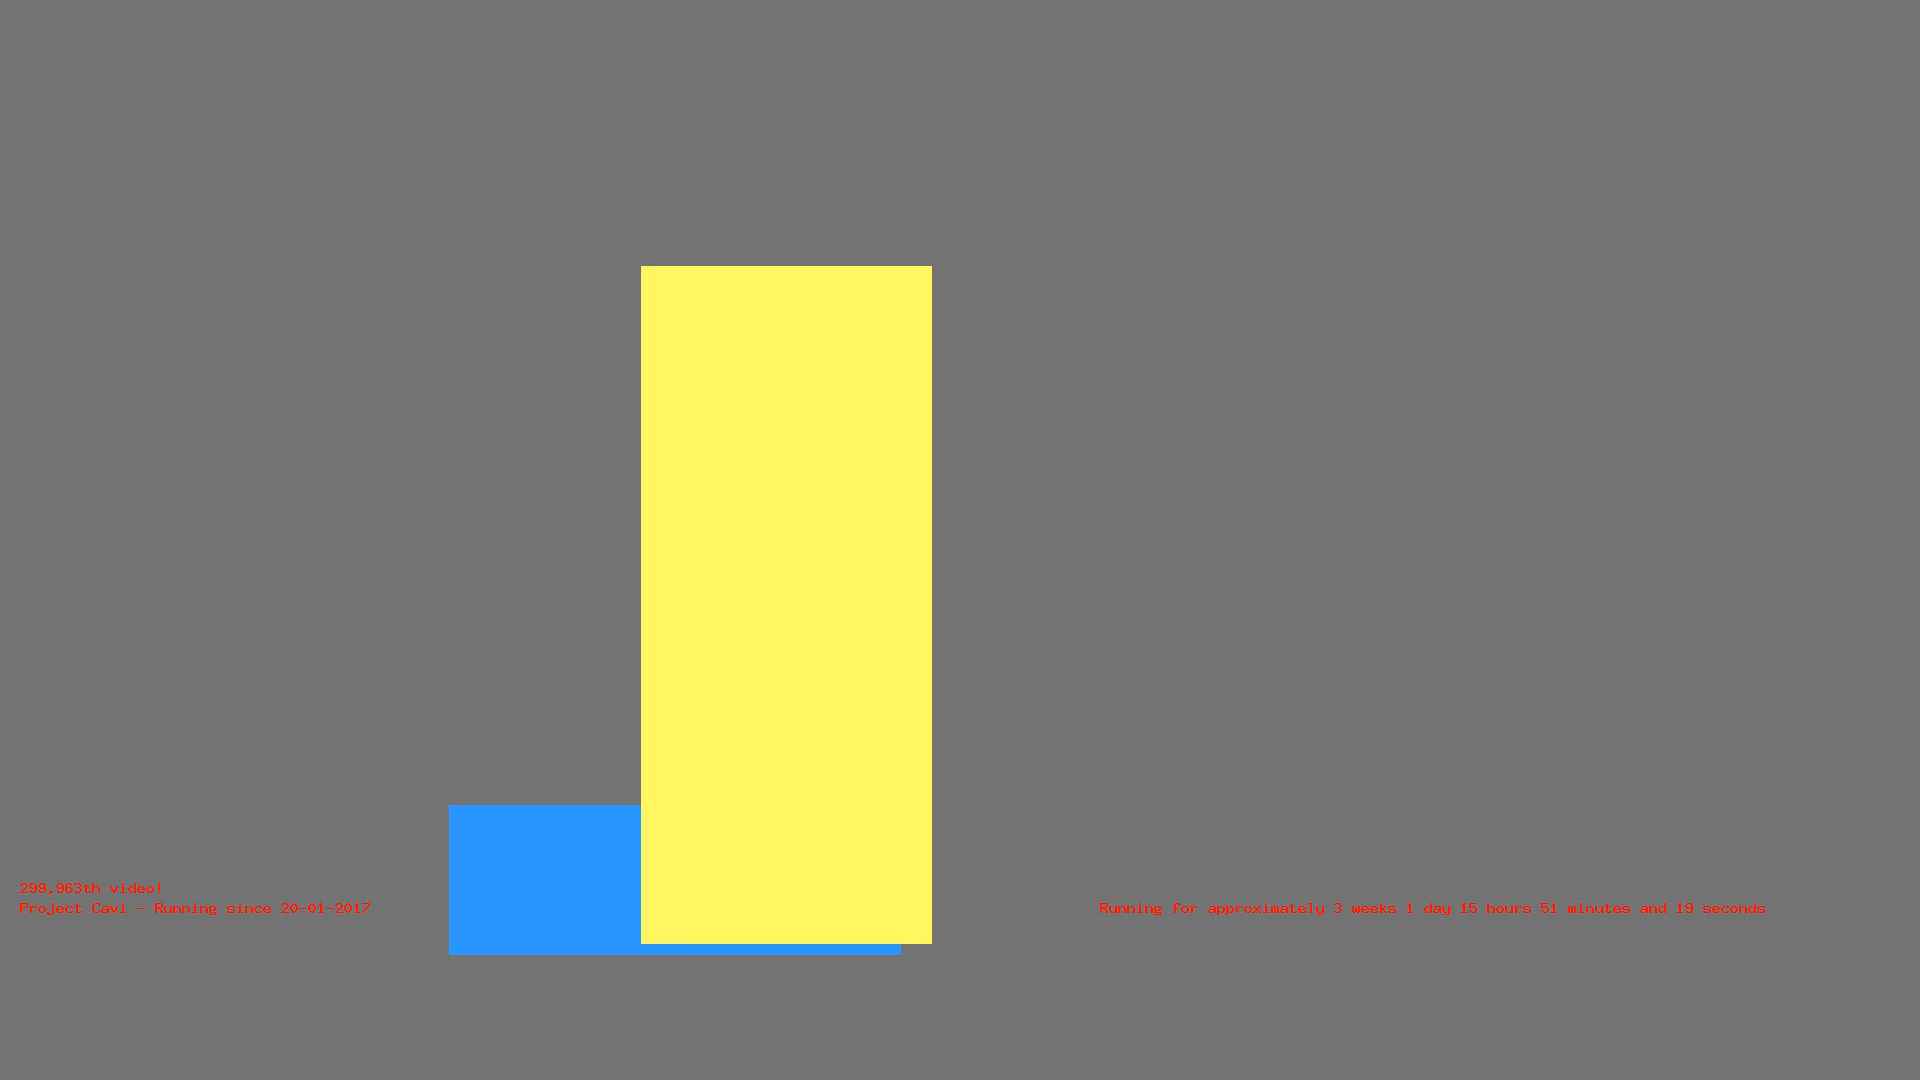 299,963th video!
Project Cavi - Running since 20-01-2017
Running for approximately 3 weeks 1 day 15 hours 51 minutes and 19 seconds